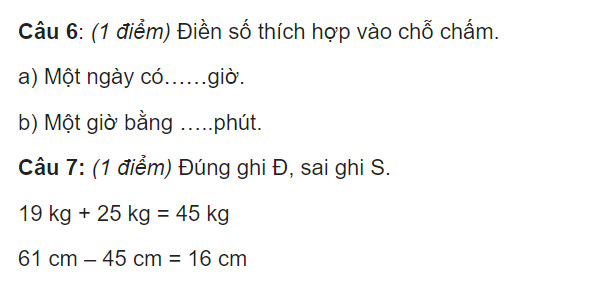 Câu 6: (1 điểm) Điền số thích hợp vào chỗ chấm.
a) Một ngày có……giờ.
b) Một giờ bằng …..phút.
Câu 7: (1 điểm) Đúng ghi Đ, sai ghi S.
19 kg + 25 kg = 45 kg
61 cm – 45 cm = 16 cm